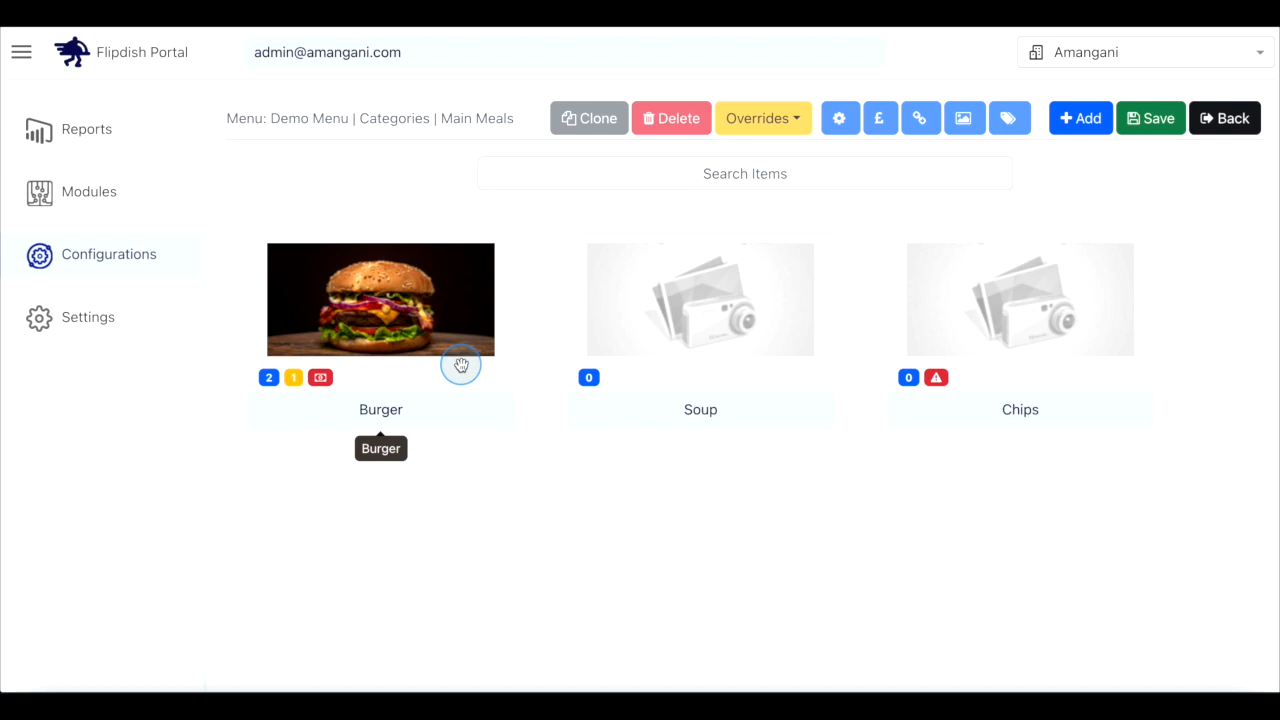 Flipdish Portal
admin@amangani.com
Amangani
Reports
Modules
Configurations
Settings
Menu: Demo Menu | Categories | Main Meals
Clone
Delete
Overrides
£
Add
Save
Back
Search Items
2
1
Burger
Burger
0
Soup
0
Chips